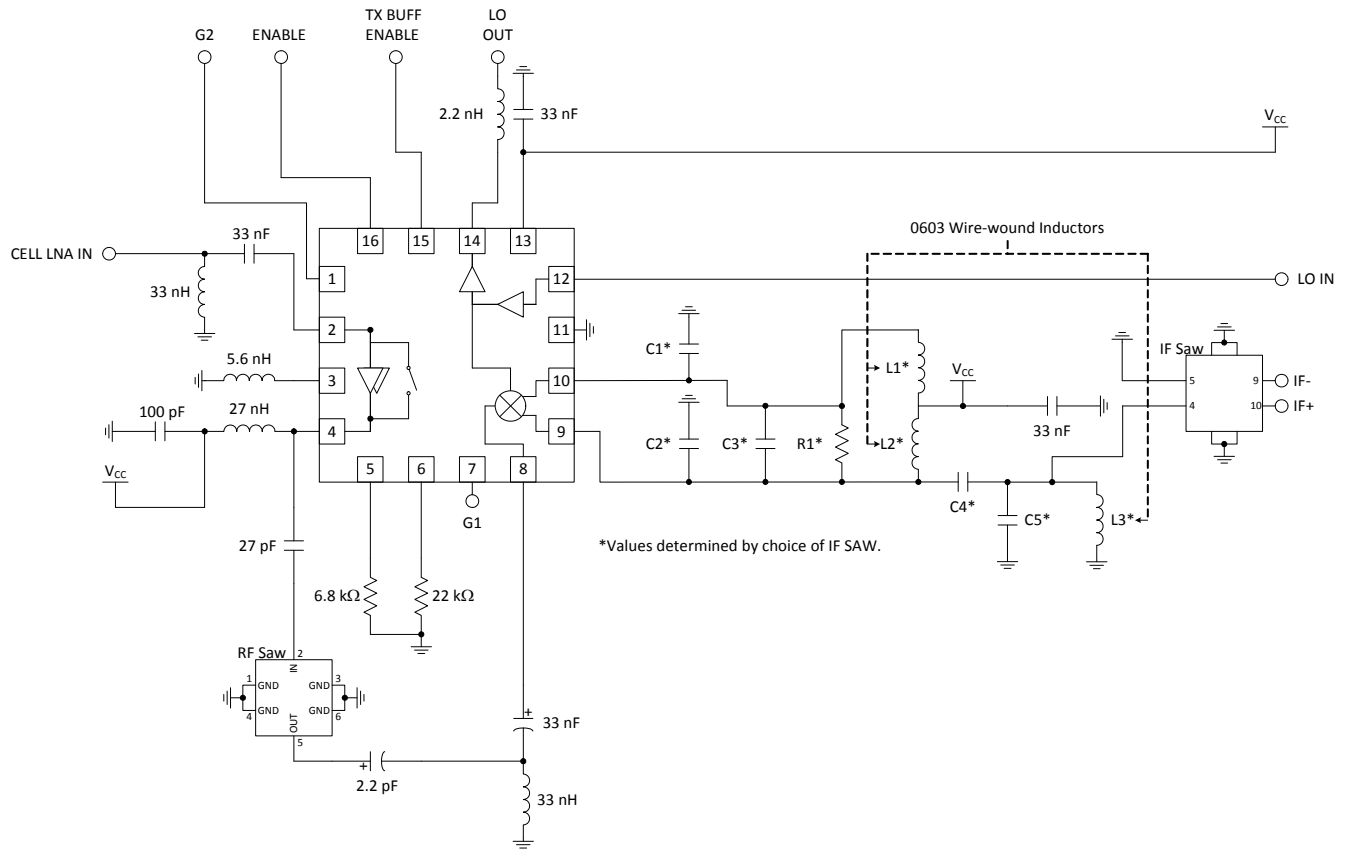 G2
ENABLE
TX BUFF
ENABLE
LO
OUT
2.2 nH
33 nF
VCC
CELL LNA IN
33 nF
33 nH
16
15
14
13
0603 Wire-wound Inductors
1
12
LO IN
2
11
5.6 nH
3
10
C1*
L1*
VCC
IF Saw
5
9
IF-
4
10
IF+
100 pF
27 nH
4
9
C2*
C3*
R1*
L2*
33 nF
VCC
5
6
7
8
G1
C4*
C5*
L3*
27 pF
*Values determined by choice of IF SAW.
6.8 kΩ
22 kΩ
RF Saw
2
IN
1
GND
3
GND
4
GND
6
GND
OUT
5
+
33 nF
+
2.2 pF
33 nH